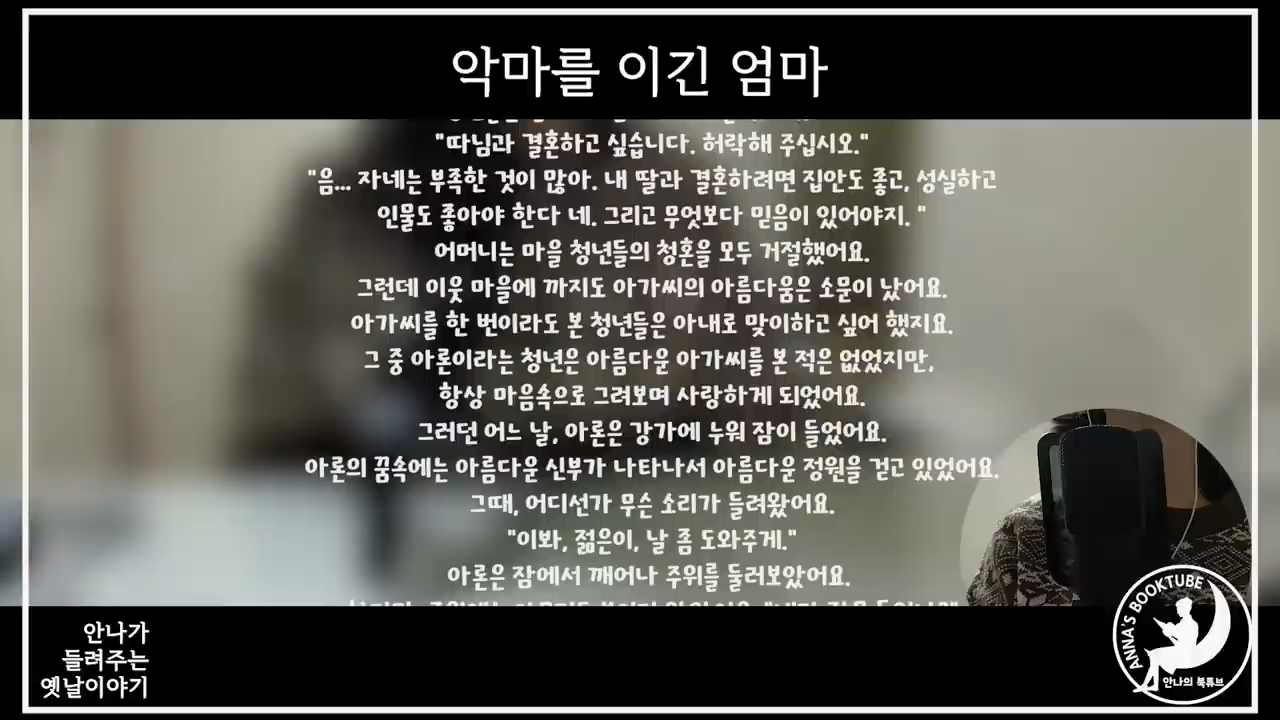 악마를 이긴 엄마
"따님과 결혼하고 싶습니다. 허락해 주십시오."
"음... 자네는 부족한 것이 많아. 내 딸과 결혼하려면 집안도 좋고, 성실하고
인물도 좋아야 한다 네. 그리고 무엇보다 믿음이 있어야지. "
어머니는 마을 청년들의 청혼을 모두 거절했어요.
그런데 이웃 마을에 까지도 아가씨의 아름다움은 소문이 났어요.
아가씨를 한 번이라도 본 청년들은 아내로 맞이하고 싶어 했지요.
그 중 아론이라는 청년은 아름다운 아가씨를 본 적은 없었지만,
항상 마음속으로 그려보며 사랑하게 되었어요.
그러던 어느 날, 아론은 강가에 누워 잠이 들었어요.
아론의 꿈속에는 아름다운 신부가 나타나서 아름다운 정원을 걷고 있었어요.
그때, 어디선가 무슨 소리가 들려왔어요.
"이봐, 젊은이, 날 좀 도와주게."
아론은 잠에서 깨어나 주위를 둘러보았어요.
안나가
들려주는
옛날이야기
ANNA'S BOOKTUBE
안나의 북튜브